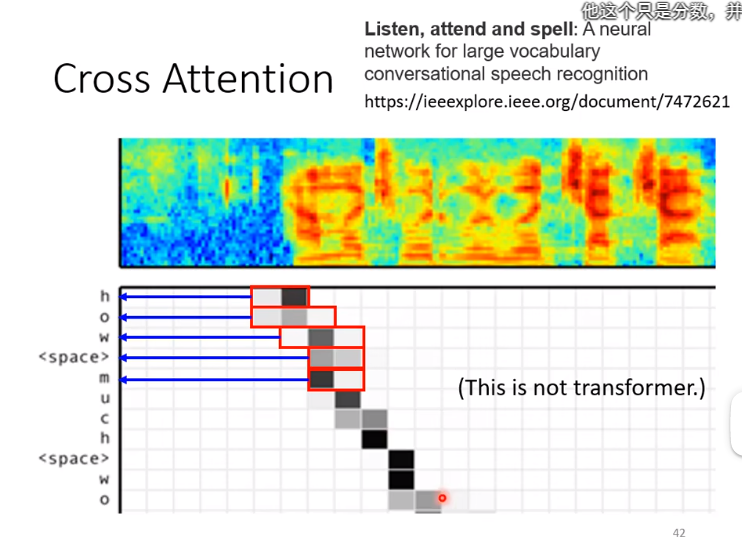 他这个只是分数，并
Listen, attend and spell: A neural
network for large vocabulary
conversational speech recognition
https://ieeexplore.ieee.org/document/7472621
Cross Attention
h
o
w
<space>
m
u
c
h
<space>
w
o
(This is not transformer.)
42